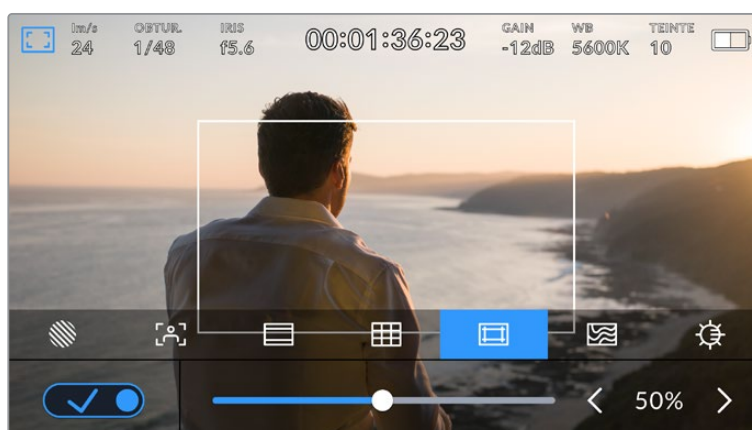 Im/s OBTUR. IRIS 00:01:36:23 GAIN WB TEINTE
24 1/48 f5.6 -12dB 5600K 10
50%